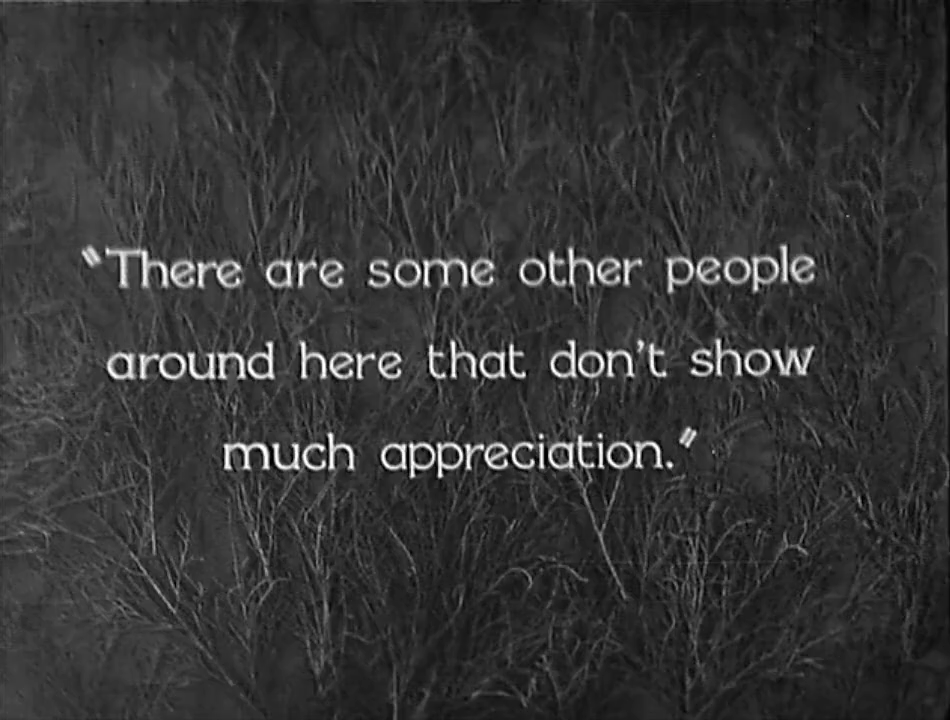 "There are some other people
around here that don't show
much appreciation."